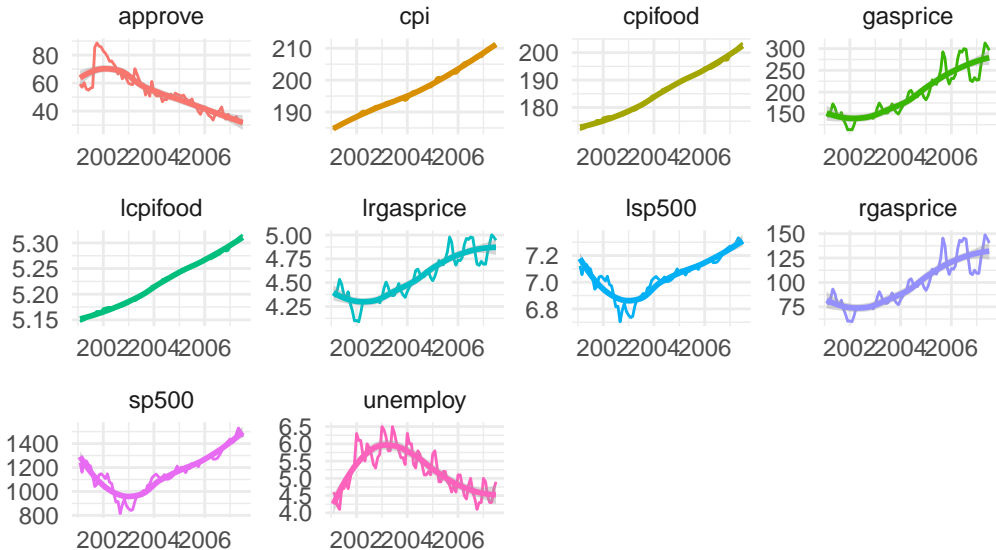 approve cpi cpifood gasprice
80 60 40
210 200 190
200 190 180
300 250 200 150
2002 2004 2006 2002 2004 2006 2002 2004 2006 2002 2004 2006
lcpifood lrgasprice lsp500 rgasprice
5.30 5.25 5.20 5.15
5.00 4.75 4.50 4.25
7.2 7.0 6.8
150 125 100 75
2002 2004 2006 2002 2004 2006 2002 2004 2006 2002 2004 2006
sp500 unemploy
1400 1200 1000 800
6.5 6.0 5.5 5.0 4.5 4.0
2002 2004 2006 2002 2004 2006